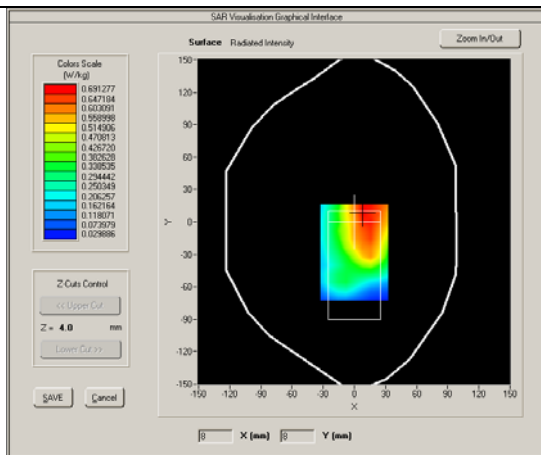 SAR Visualisation Graphical Interface
Surface Radiated Intensity
Zoom In/Out
Colors Scale
(W/kg)
0.691277
0.647184
0.603091
0.558998
0.514906
0.470813
0.426720
0.382628
0.338535
0.294442
0.250349
0.206257
0.162164
0.118071
0.073979
0.029886
Z-Cuts Control
<< Upper Cut
Z = 4.0 mm
Lower Cut >>
SAVE Cancel
150
120
90
60
30
0
-30
-60
-90
-120
-150
Y
-150 -120 -90 -60 -30 0 30 60 90 120 150
X
8 X (mm) 8 Y (mm)